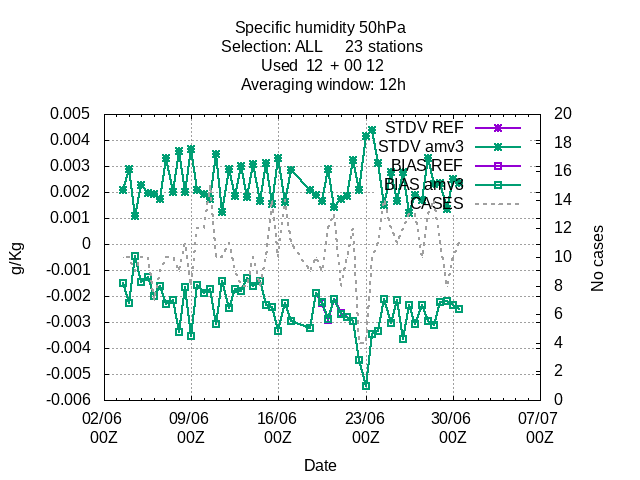 Specific humidity 50hPa
Selection: ALL 23 stations
Used 12 + 00 12
Averaging window: 12h
STDV REF
STDV amv3
BIAS REF
BIAS amv3
CASES
0.005
0.004
0.003
0.002
0.001
0
-0.001
-0.002
-0.003
-0.004
-0.005
-0.006
g/Kg
20
18
16
14
12
10
8
6
4
2
0
No cases
02/06 09/06 16/06 23/06 30/06 07/07
00Z 00Z 00Z 00Z 00Z 00Z
Date